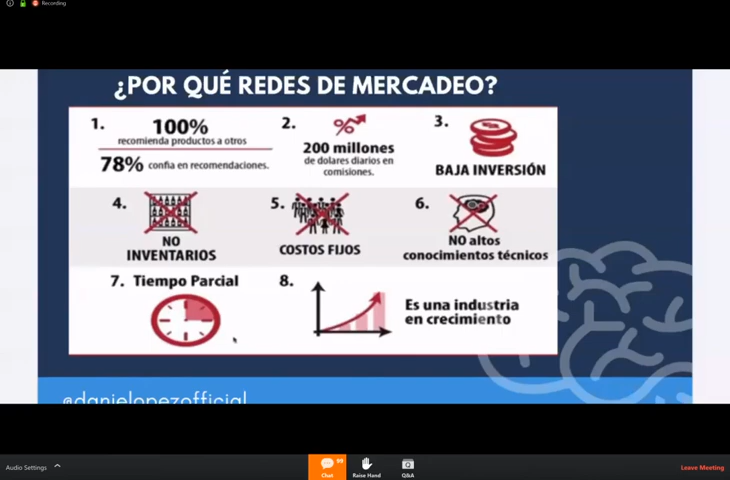 Recording
¿POR QUÉ REDES DE MERCADEO?
1.
100%
recomienda productos a otros
78% confia en recomendaciones.
2.
%
200 millones
de dolares diarios en
comisiones.
3.
BAJA INVERSIÓN
4.
NO
INVENTARIOS
5.
COSTOS FIJOS
6.
NO altos
conocimientos técnicos
7. Tiempo Parcial
8.
Es una industria
en crecimiento
@danielopezofficial
Audio Settings
99
Chat
Raise Hand
Q&A
Leave Meeting